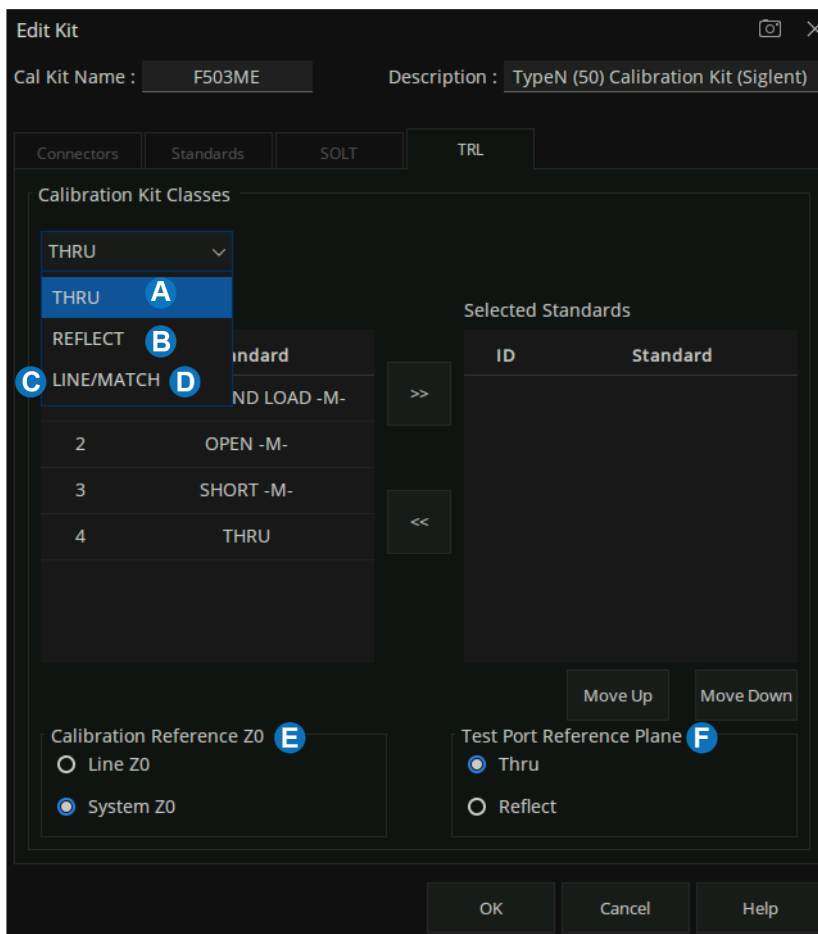 Edit Kit
Cal Kit Name : F503ME Description : TypeN (50) Calibration Kit (Siglent)
Connectors Standards SOLT TRL
Calibration Kit Classes
THRU
THRU A
REFLECT B
C LINE/MATCH D
Selected Standards
ndard ID Standard
ND LOAD -M- >>
2 OPEN -M-
3 SHORT -M-
<<
4 THRU
Move Up Move Down
Calibration Reference Z0 E Test Port Reference Plane F
Line Z0 Thru
System Z0 Reflect
OK Cancel Help